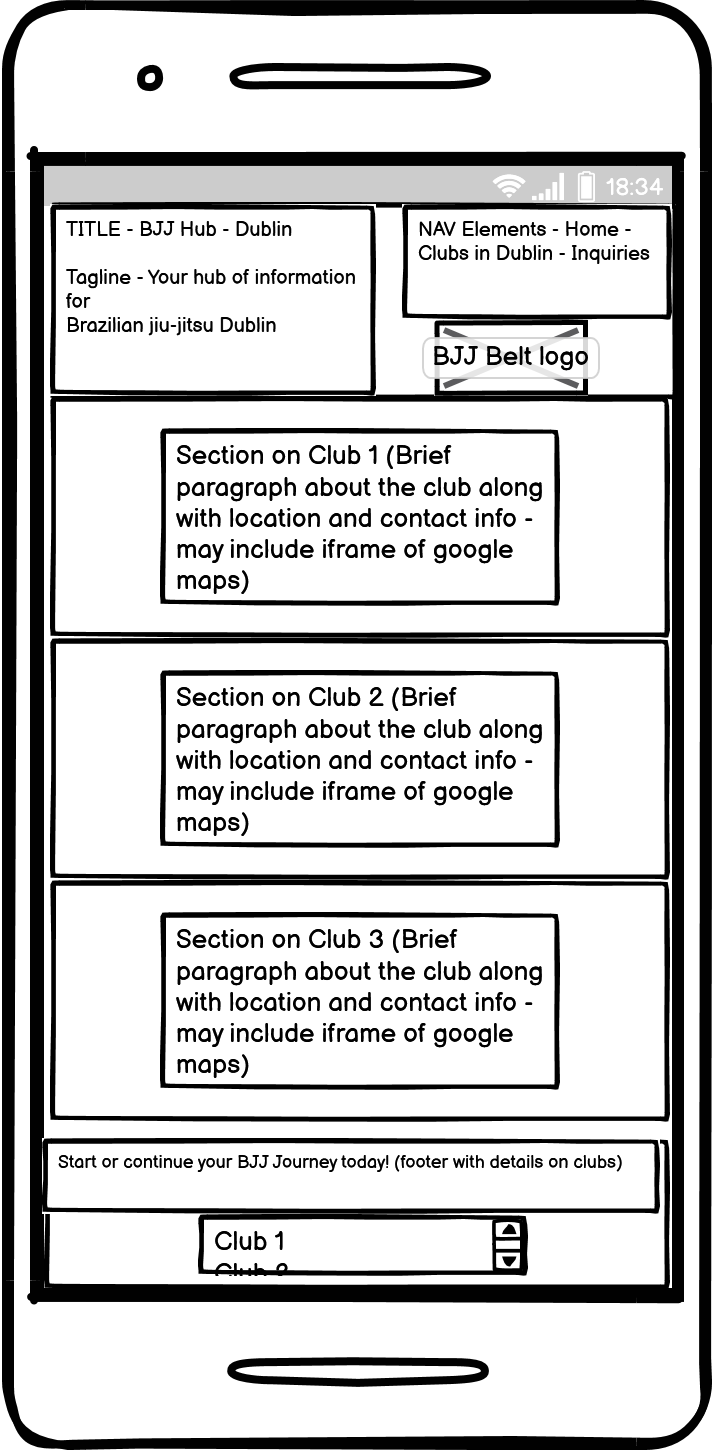 18:34
TITLE - BJJ Hub - Dublin
Tagline - Your hub of information
for
Brazilian jiu-jitsu Dublin
NAV Elements - Home -
Clubs in Dublin - Inquiries
BJJ Belt logo
Section on Club 1 (Brief
paragraph about the club along
with location and contact info -
may include iframe of google
maps)
Section on Club 2 (Brief
paragraph about the club along
with location and contact info -
may include iframe of google
maps)
Section on Club 3 (Brief
paragraph about the club along
with location and contact info -
may include iframe of google
maps)
Start or continue your BJJ Journey today! (footer with details on clubs)
Club 1
Club